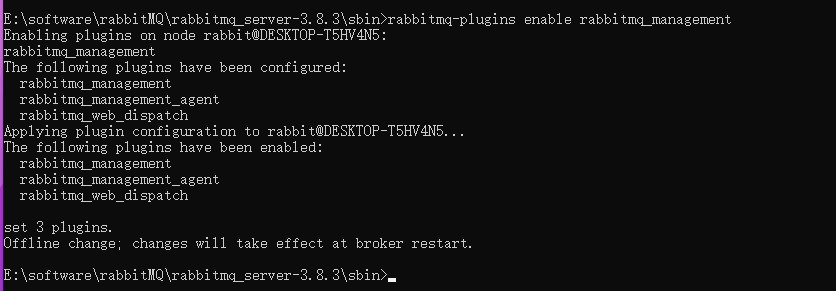 E:\software\rabbitMQ\rabbitmq_server-3.8.3\sbin>rabbitmq-plugins enable rabbitmq_management
Enabling plugins on node rabbit@DESKTOP-T5HV4N5:
rabbitmq_management
The following plugins have been configured:
  rabbitmq_management
  rabbitmq_management_agent
  rabbitmq_web_dispatch
Applying plugin configuration to rabbit@DESKTOP-T5HV4N5...
The following plugins have been enabled:
  rabbitmq_management
  rabbitmq_management_agent
  rabbitmq_web_dispatch

set 3 plugins.
Offline change; changes will take effect at broker restart.

E:\software\rabbitMQ\rabbitmq_server-3.8.3\sbin>